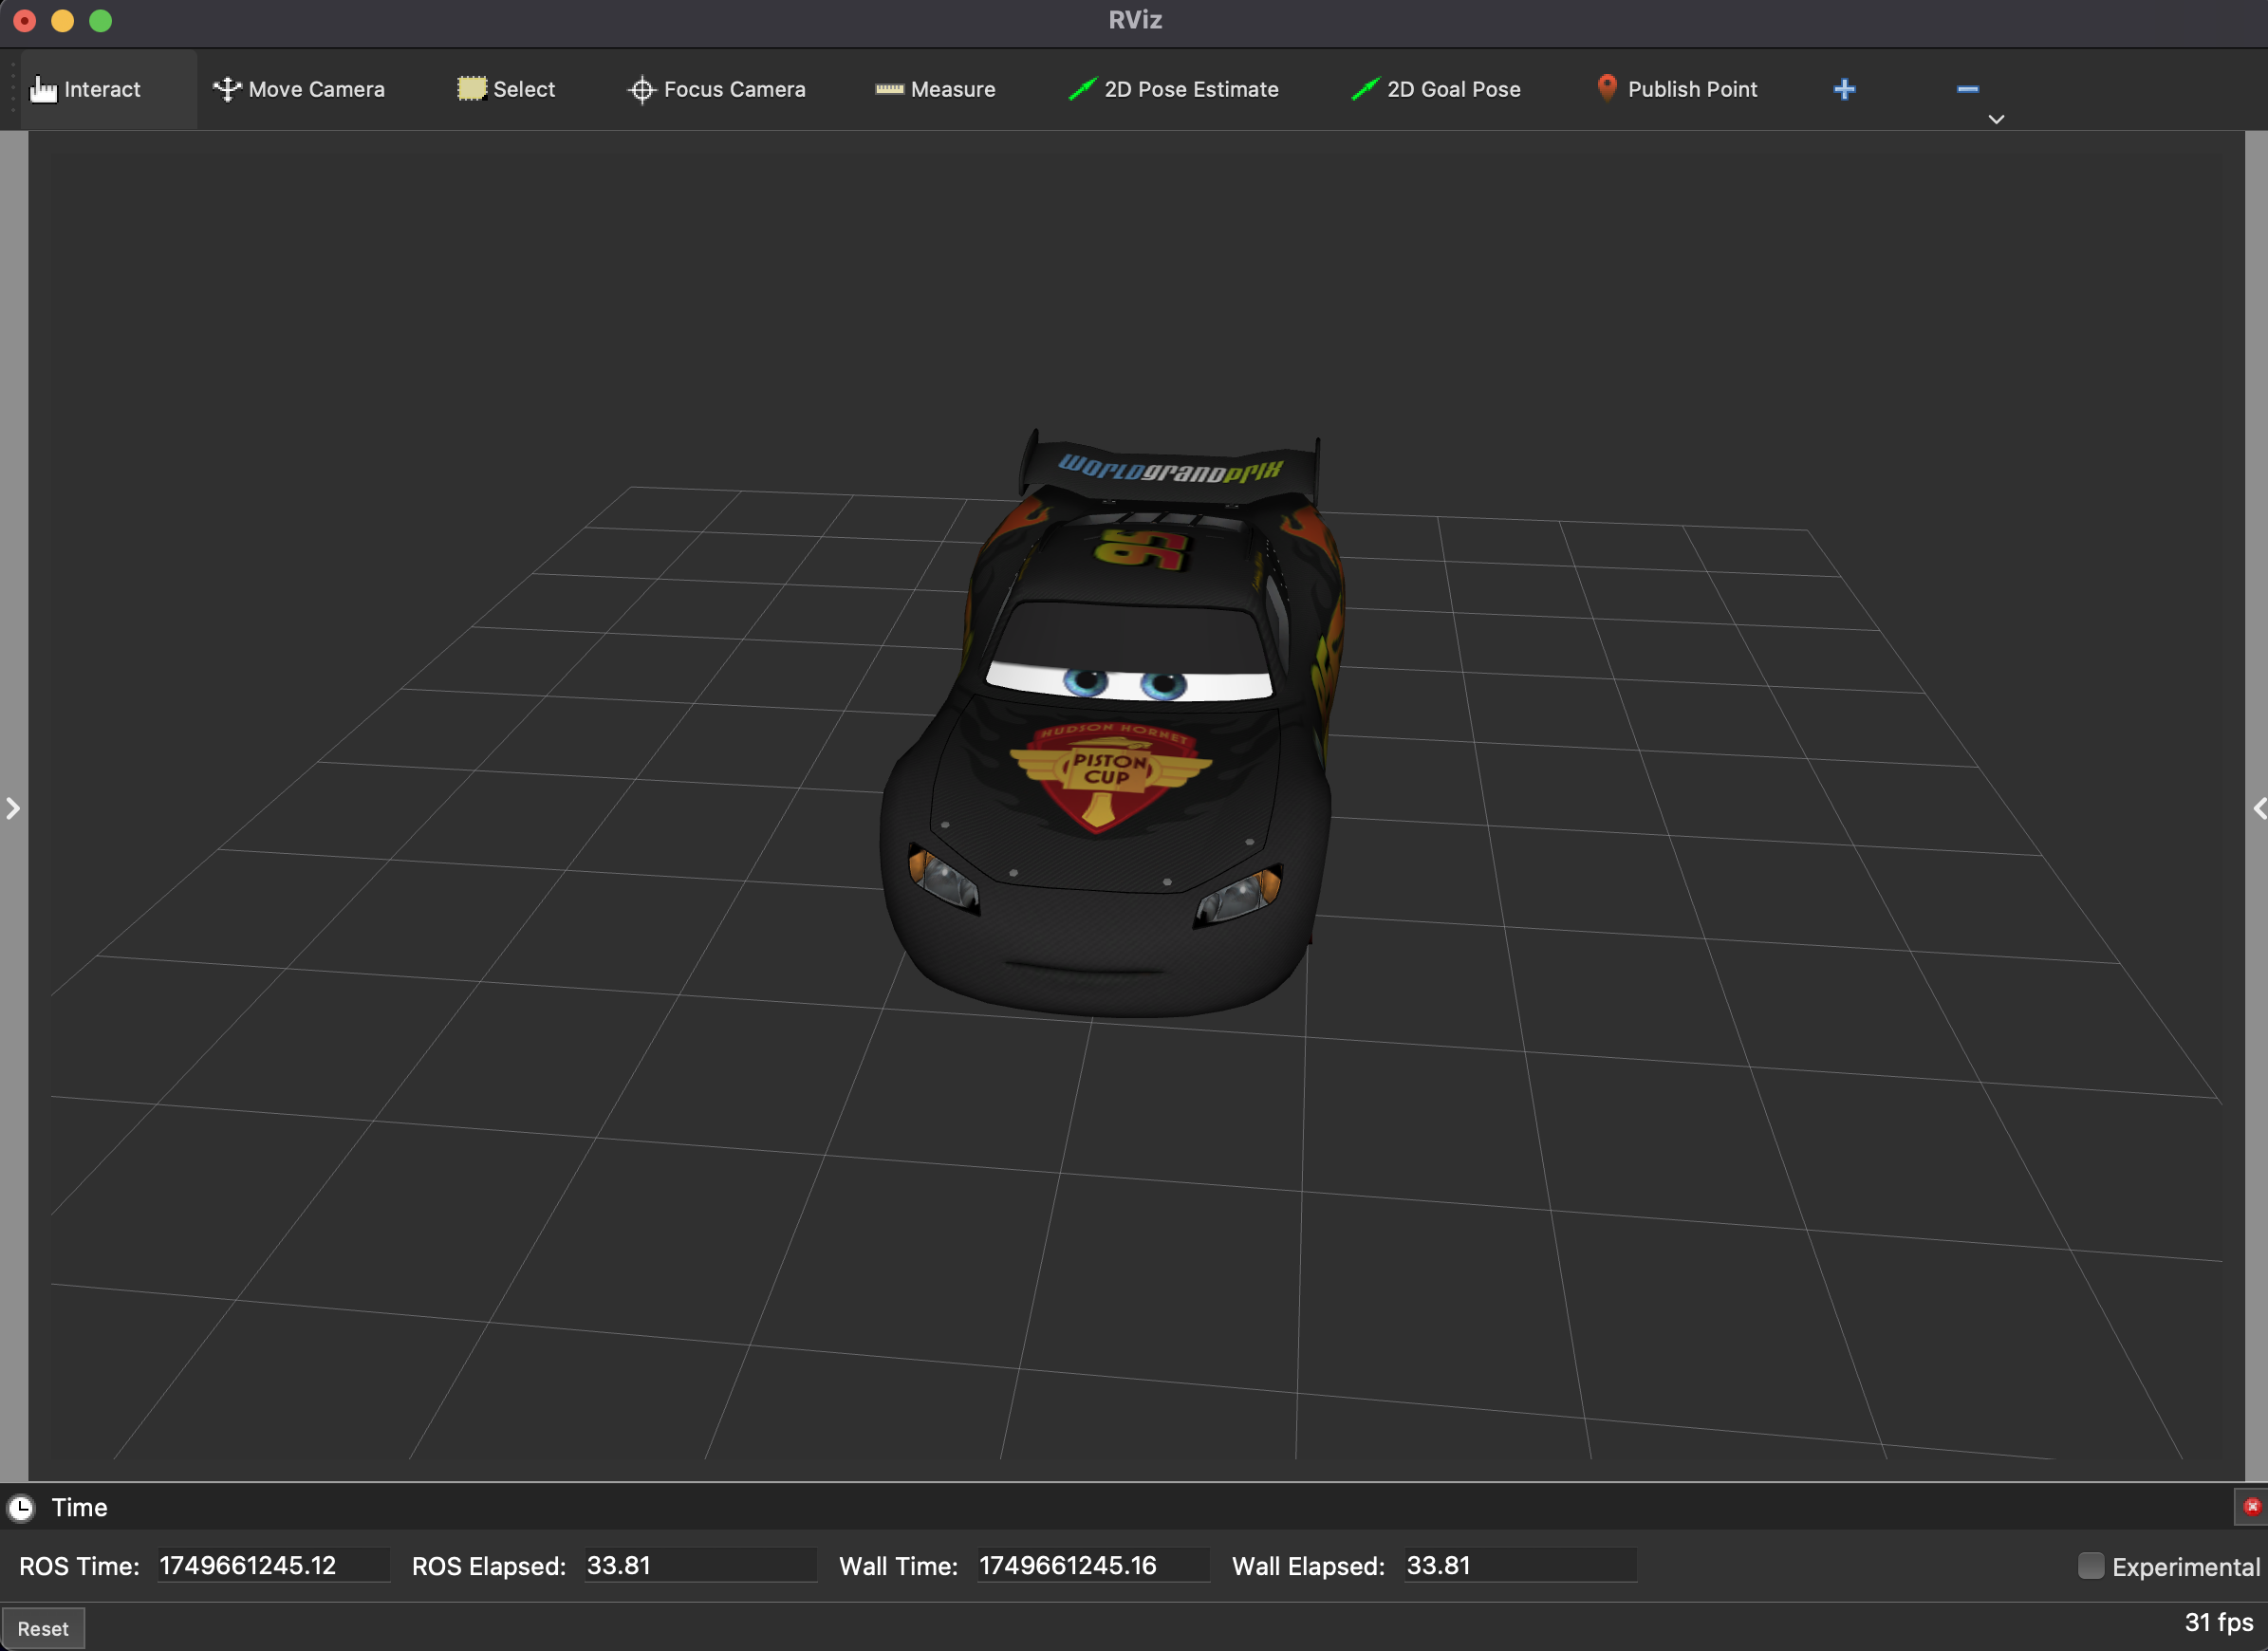 RViz
Interact
Move Camera
Select
Focus Camera
Measure
2D Pose Estimate
2D Goal Pose
Publish Point
WORLDGRANDPRIX
95
HUDSON HORNET
PISTON
CUP
Time
ROS Time: 1749661245.12
ROS Elapsed: 33.81
Wall Time: 1749661245.16
Wall Elapsed: 33.81
Experimental
Reset
31 fps